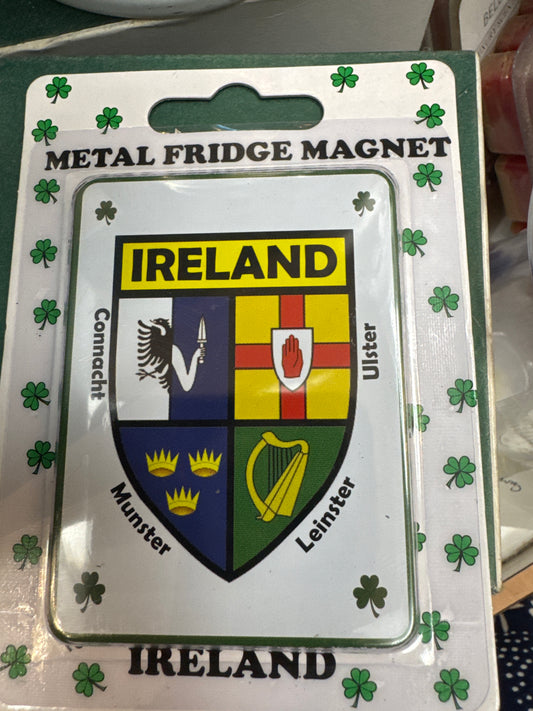 METAL FRIDGE MAGNET
IRELAND
Connacht
Ulster
Munster
Leinster
IRELAND